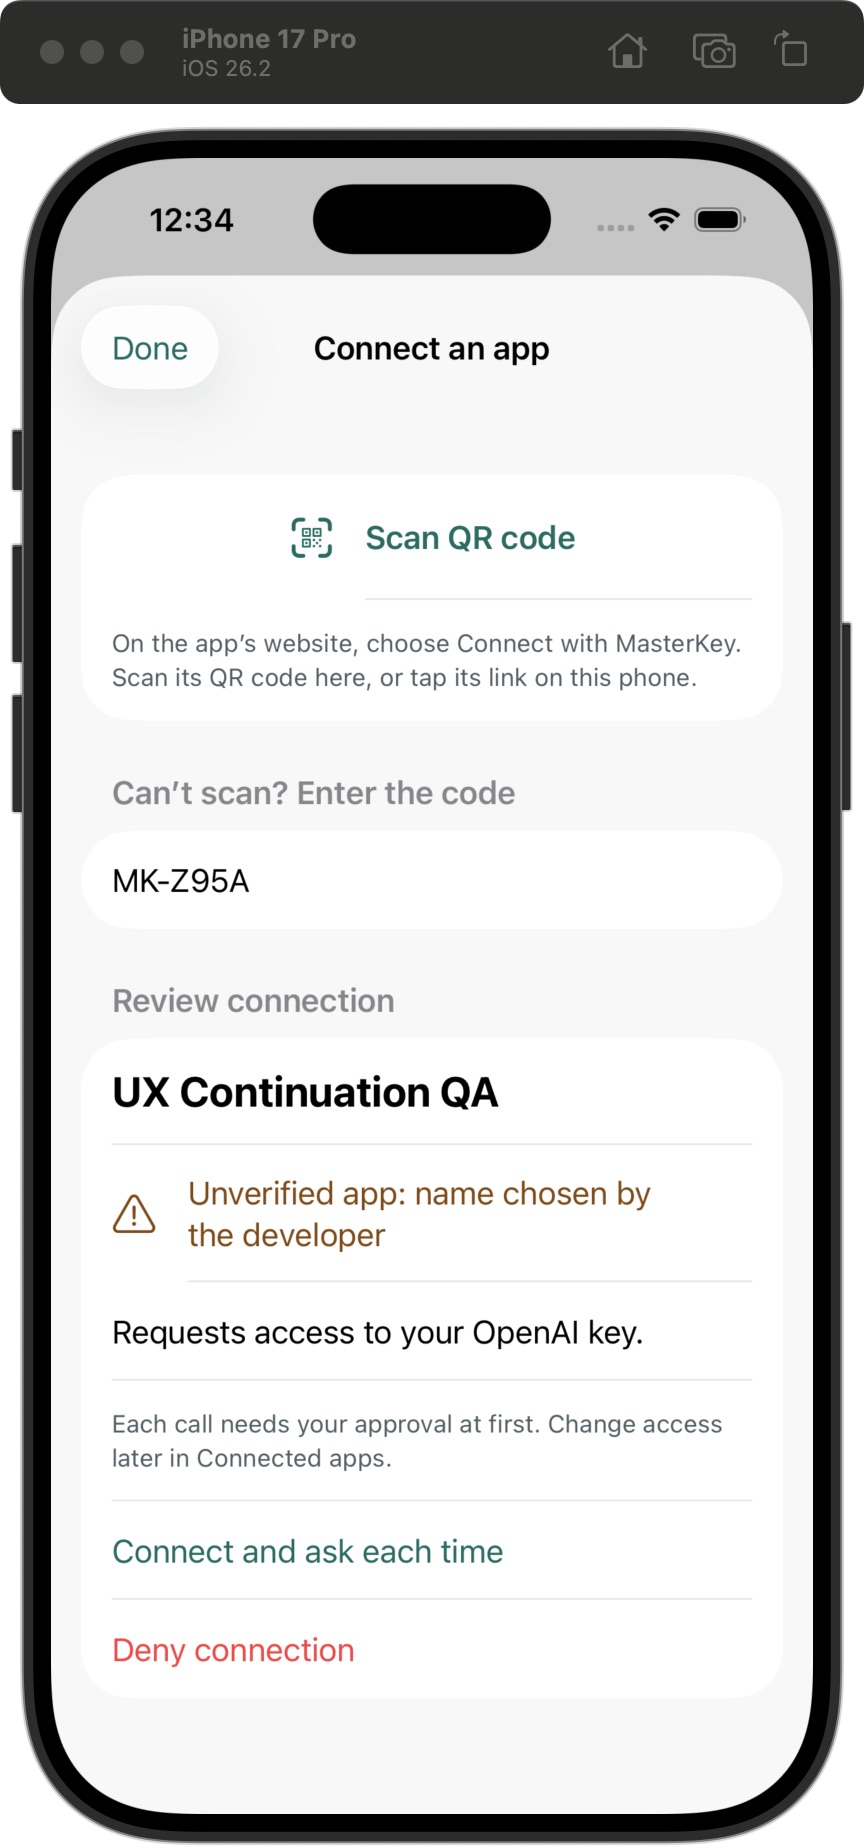 iPhone 17 Pro
iOS 26.2
12:34
Done
Connect an app
Scan QR code
On the app’s website, choose Connect with MasterKey.
Scan its QR code here, or tap its link on this phone.
Can’t scan? Enter the code
MK-Z95A
Review connection
UX Continuation QA
Unverified app: name chosen by
the developer
Requests access to your OpenAI key.
Each call needs your approval at first. Change access
later in Connected apps.
Connect and ask each time
Deny connection